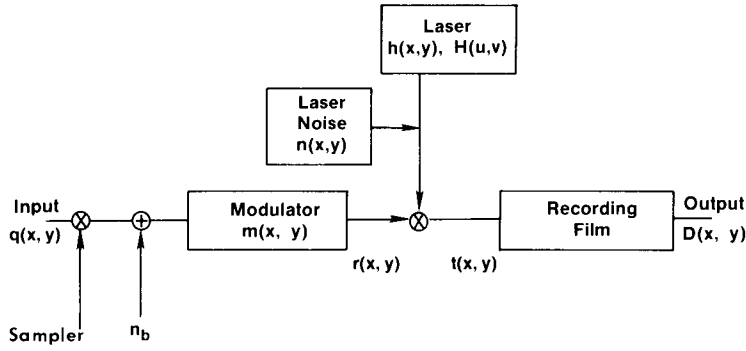 Laser
h(x,y), H(u,v)
Laser
Noise
n(x,y)
Input
q(x, y)
Modulator
m(x, y)
r(x, y)
t(x, y)
Recording
Film
Output
D(x, y)
Sampler
n_b